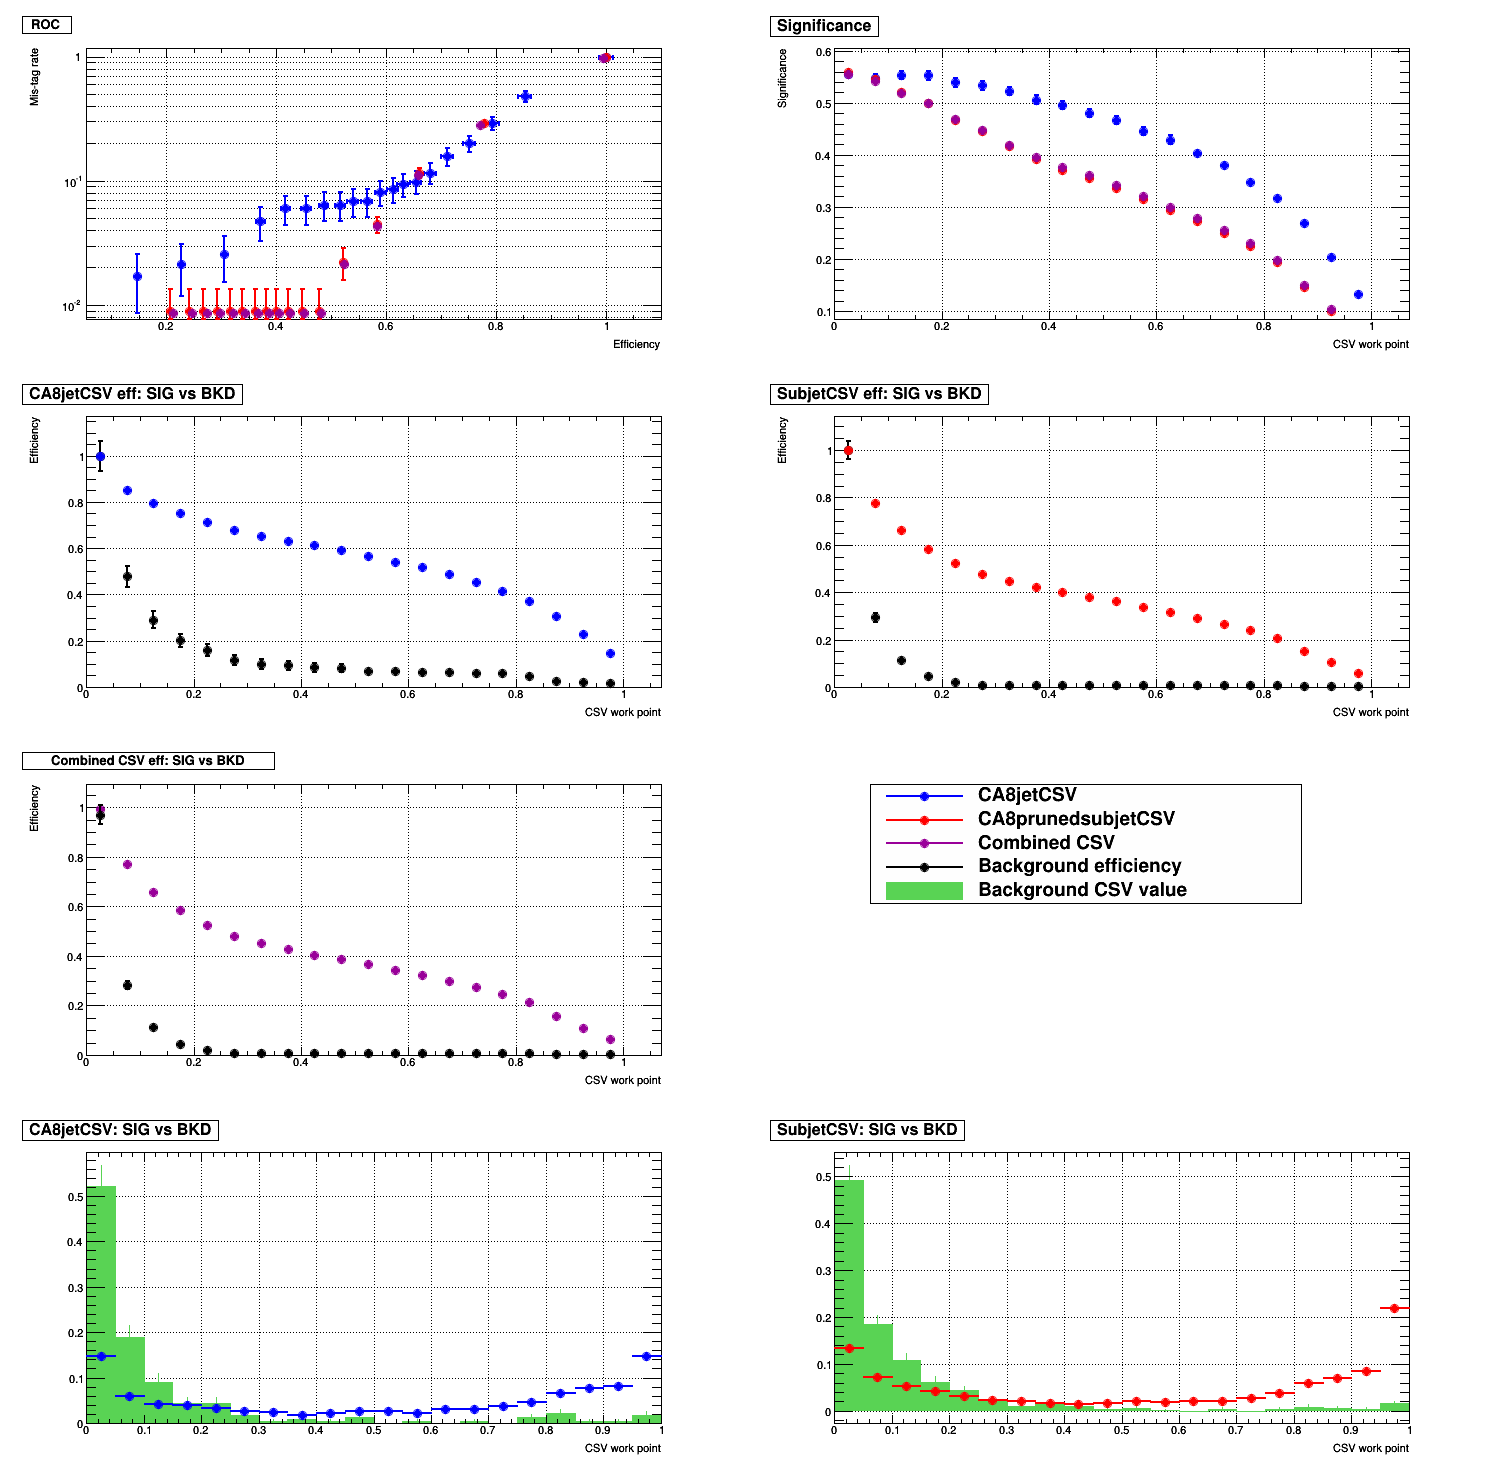 ROC
Mis-tag rate
1
10-1
10-2
0.2 0.4 0.6 0.8 1
Efficiency
Significance
Significance
0.6
0.5
0.4
0.3
0.2
0.1
0 0.2 0.4 0.6 0.8 1
CSV work point
CA8jetCSV eff: SIG vs BKD
Efficiency
1
0.8
0.6
0.4
0.2
0
0 0.2 0.4 0.6 0.8 1
CSV work point
SubjetCSV eff: SIG vs BKD
Efficiency
1
0.8
0.6
0.4
0.2
0
0 0.2 0.4 0.6 0.8 1
CSV work point
Combined CSV eff: SIG vs BKD
Efficiency
1
0.8
0.6
0.4
0.2
0
0 0.2 0.4 0.6 0.8 1
CSV work point
CA8jetCSV
CA8prunedsubjetCSV
Combined CSV
Background efficiency
Background CSV value
CA8jetCSV: SIG vs BKD
0.5
0.4
0.3
0.2
0.1
0
0 0.1 0.2 0.3 0.4 0.5 0.6 0.7 0.8 0.9 1
CSV work point
SubjetCSV: SIG vs BKD
0.5
0.4
0.3
0.2
0.1
0
0 0.1 0.2 0.3 0.4 0.5 0.6 0.7 0.8 0.9 1
CSV work point